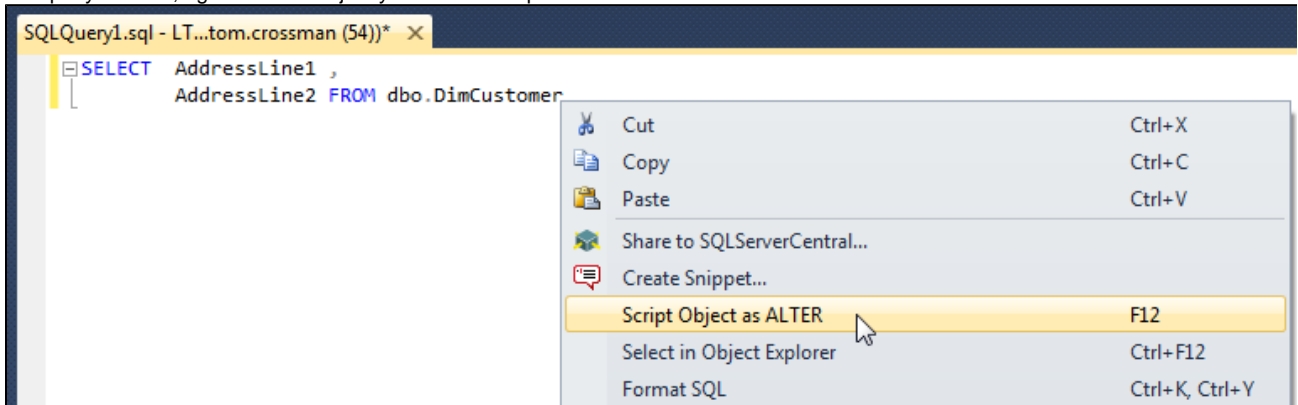 SQLQuery1.sql - LT...tom.crossman (54))*
SELECT AddressLine1 ,
AddressLine2 FROM dbo.DimCustomer
Cut Ctrl+X
Copy Ctrl+C
Paste Ctrl+V
Share to SQLServerCentral...
Create Snippet...
Script Object as ALTER F12
Select in Object Explorer Ctrl+F12
Format SQL Ctrl+K, Ctrl+Y